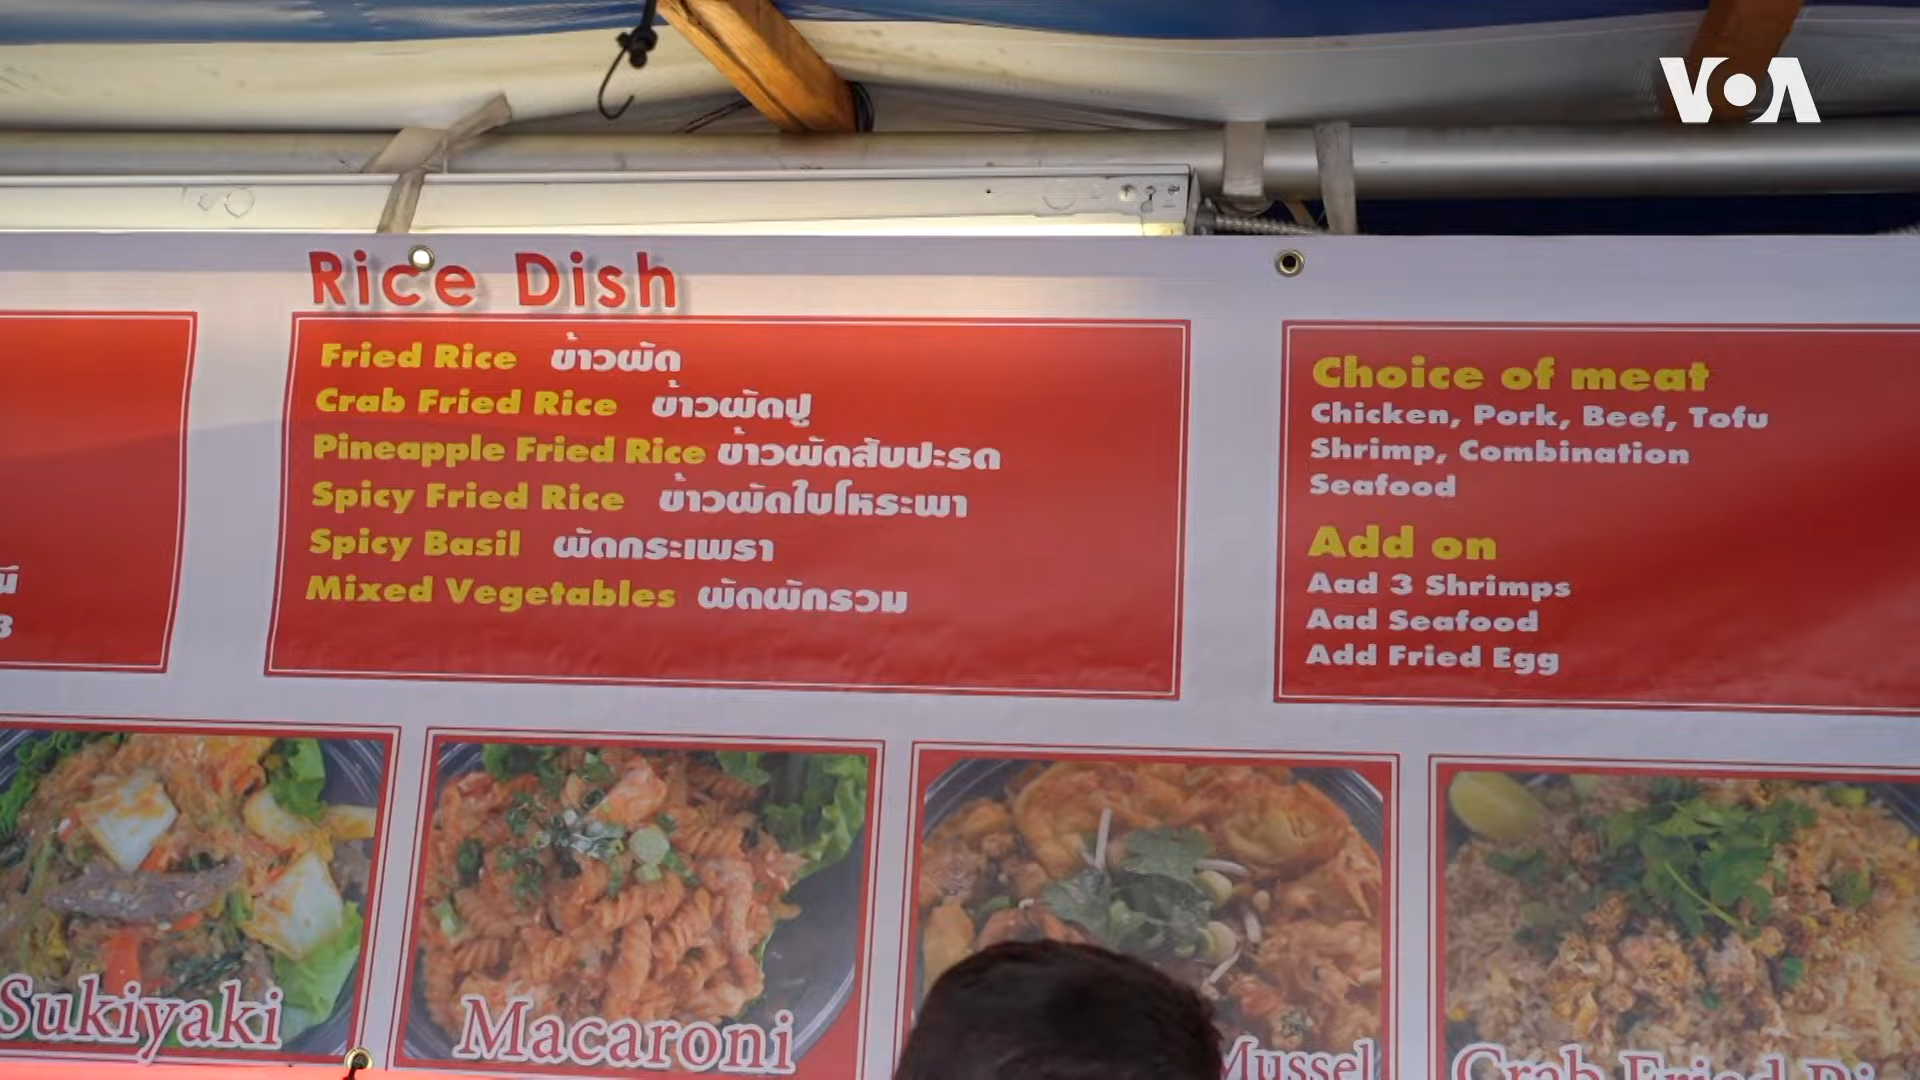 VOA
Rice Dish
Fried Rice ข้าวผัด
Crab Fried Rice ข้าวผัดปู
Pineapple Fried Rice ข้าวผัดสับปะรด
Spicy Fried Rice ข้าวผัดใบโหระพา
Spicy Basil ผัดกระเพรา
Mixed Vegetables ผัดผักรวม
Choice of meat
Chicken, Pork, Beef, Tofu
Shrimp, Combination
Seafood
Add on
Aad 3 Shrimps
Aad Seafood
Add Fried Egg
3
Sukiyaki
Macaroni
Mussel
Crab Fried